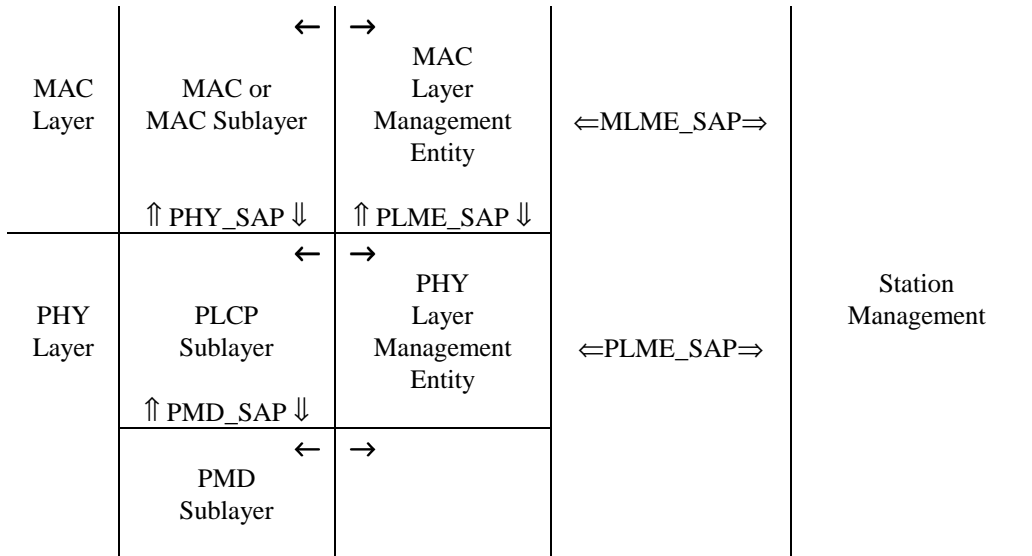 ← →
MAC
Layer
MAC or
MAC Sublayer
MAC
Layer
Management
Entity
⇐MLME_SAP⇒
⇑ PHY_SAP ⇓
⇑ PLME_SAP ⇓
← →
PHY
Layer
PLCP
Sublayer
PHY
Layer
Management
Entity
⇐PLME_SAP⇒
Station
Management
⇑ PMD_SAP ⇓
← →
PMD
Sublayer